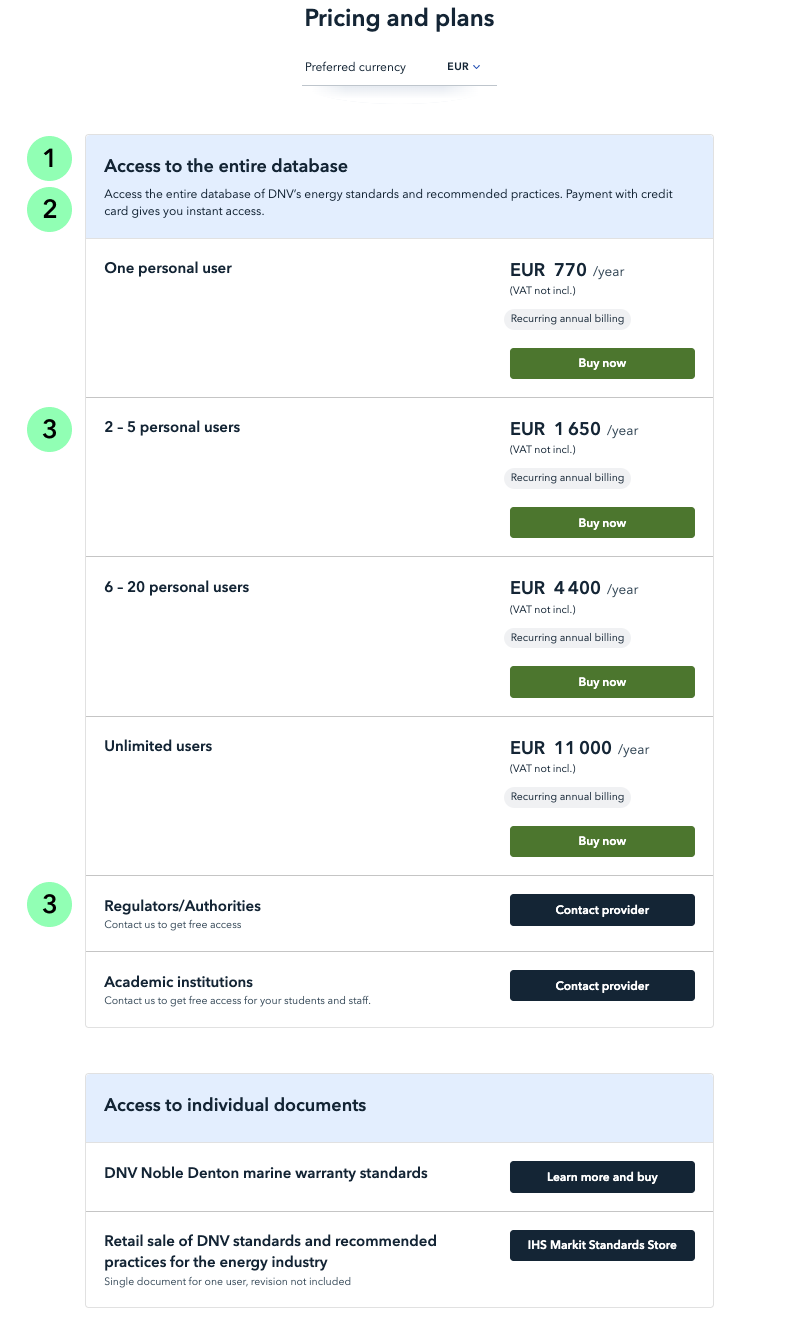 Pricing and plans
Preferred currency EUR
1
Access to the entire database
2
Access the entire database of DNV's energy standards and recommended practices. Payment with credit
card gives you instant access.
One personal user
EUR 770 /year
(VAT not incl.)
Recurring annual billing
Buy now
3
2 – 5 personal users
EUR 1 650 /year
(VAT not incl.)
Recurring annual billing
Buy now
6 – 20 personal users
EUR 4 400 /year
(VAT not incl.)
Recurring annual billing
Buy now
Unlimited users
EUR 11 000 /year
(VAT not incl.)
Recurring annual billing
Buy now
3
Regulators/Authorities
Contact us to get free access
Contact provider
Academic institutions
Contact us to get free access for your students and staff.
Contact provider
Access to individual documents
DNV Noble Denton marine warranty standards
Learn more and buy
Retail sale of DNV standards and recommended
practices for the energy industry
Single document for one user, revision not included
IHS Markit Standards Store